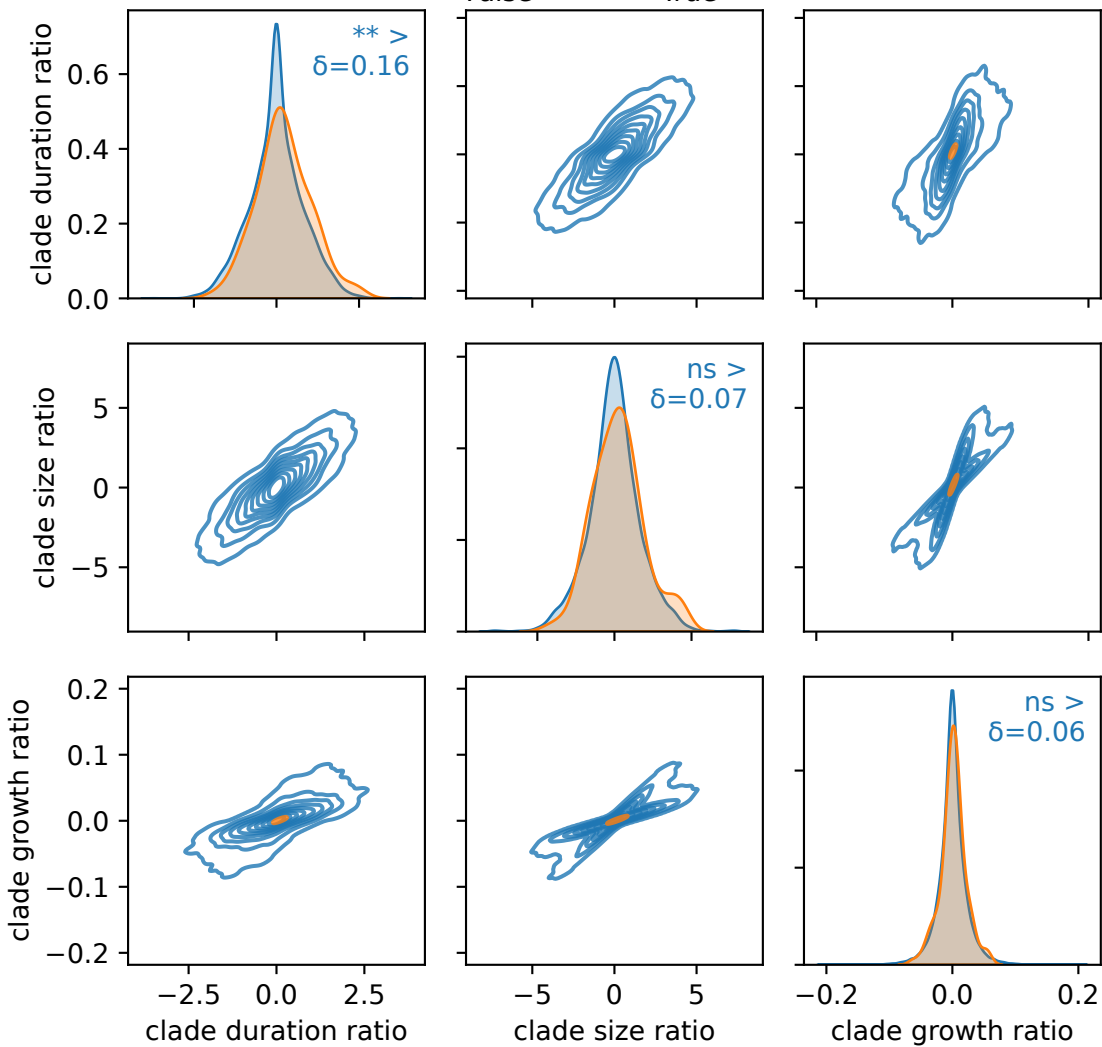 clade duration ratio
0.6
0.4
0.2
0.0
** >
δ=0.16
clade size ratio
5
0
−5
ns >
δ=0.07
clade growth ratio
0.2
0.1
0.0
−0.1
−0.2
ns >
δ=0.06
−2.5 0.0 2.5
clade duration ratio
−5 0 5
clade size ratio
−0.2 0.0 0.2
clade growth ratio